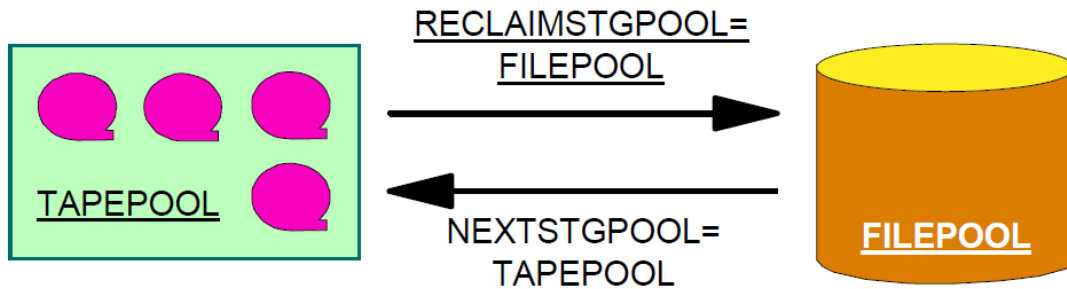 RECLAIMSTGPOOL=
FILEPOOL
TAPEPOOL
NEXTSTGPOOL=
TAPEPOOL
FILEPOOL